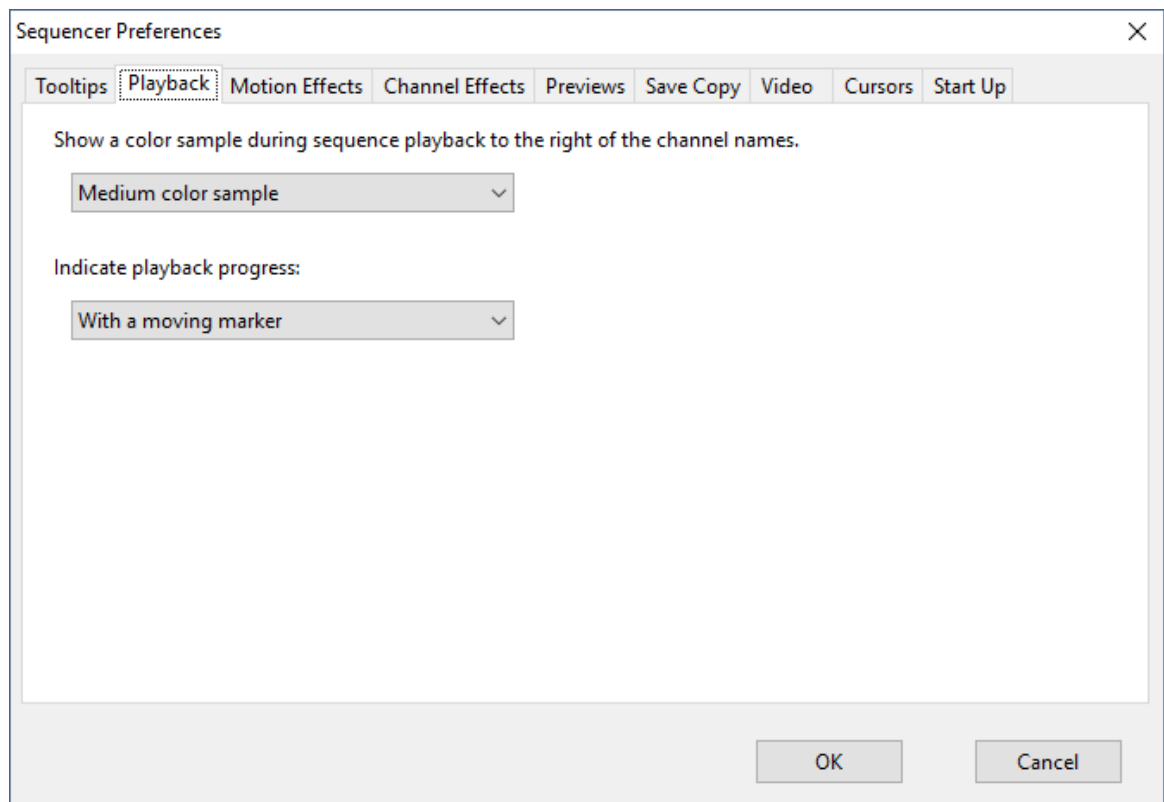 Sequencer Preferences
Tooltips Playback Motion Effects Channel Effects Previews Save Copy Video Cursors Start Up
Show a color sample during sequence playback to the right of the channel names.
Medium color sample
Indicate playback progress:
With a moving marker
OK Cancel